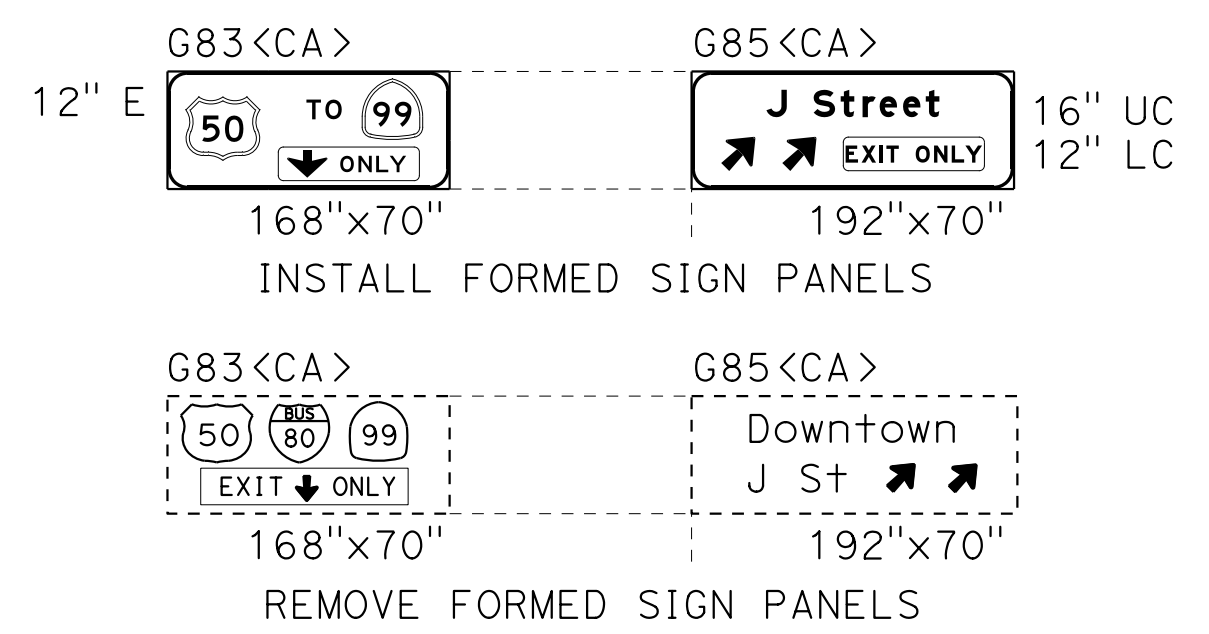 G83<CA>
G85<CA>
12" E
50 TO 99
ONLY
J Street
EXIT ONLY
16" UC
12" LC
168"x70"
192"x70"
INSTALL FORMED SIGN PANELS
G83<CA>
G85<CA>
50
BUS
80
99
EXIT ONLY
Downtown
J St
168"x70"
192"x70"
REMOVE FORMED SIGN PANELS